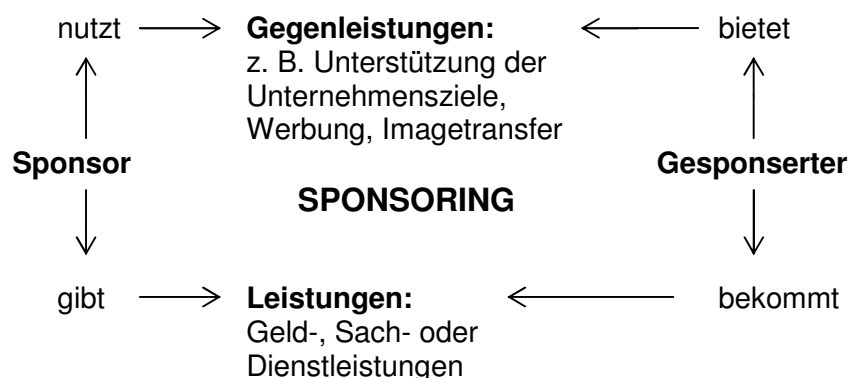 nutzt Gegenleistungen: bietet
z. B. Unterstützung der
Unternehmensziele,
Werbung, Imagetransfer
Sponsor Gesponserter
SPONSORING
gibt Leistungen: bekommt
Geld-, Sach- oder
Dienstleistungen